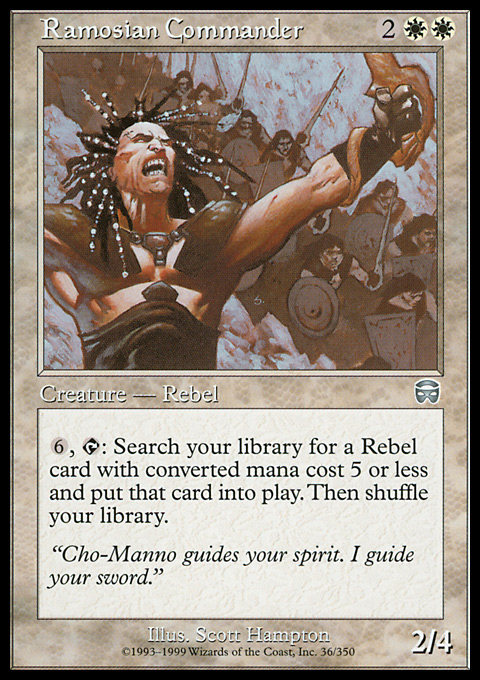 Ramosian Commander 2
Creature — Rebel
6, : Search your library for a Rebel
card with converted mana cost 5 or less
and put that card into play. Then shuffle
your library.
“Cho-Manno guides your spirit. I guide
your sword.”
Illus. Scott Hampton
2/4
©1993–1999 Wizards of the Coast, Inc. 36/350